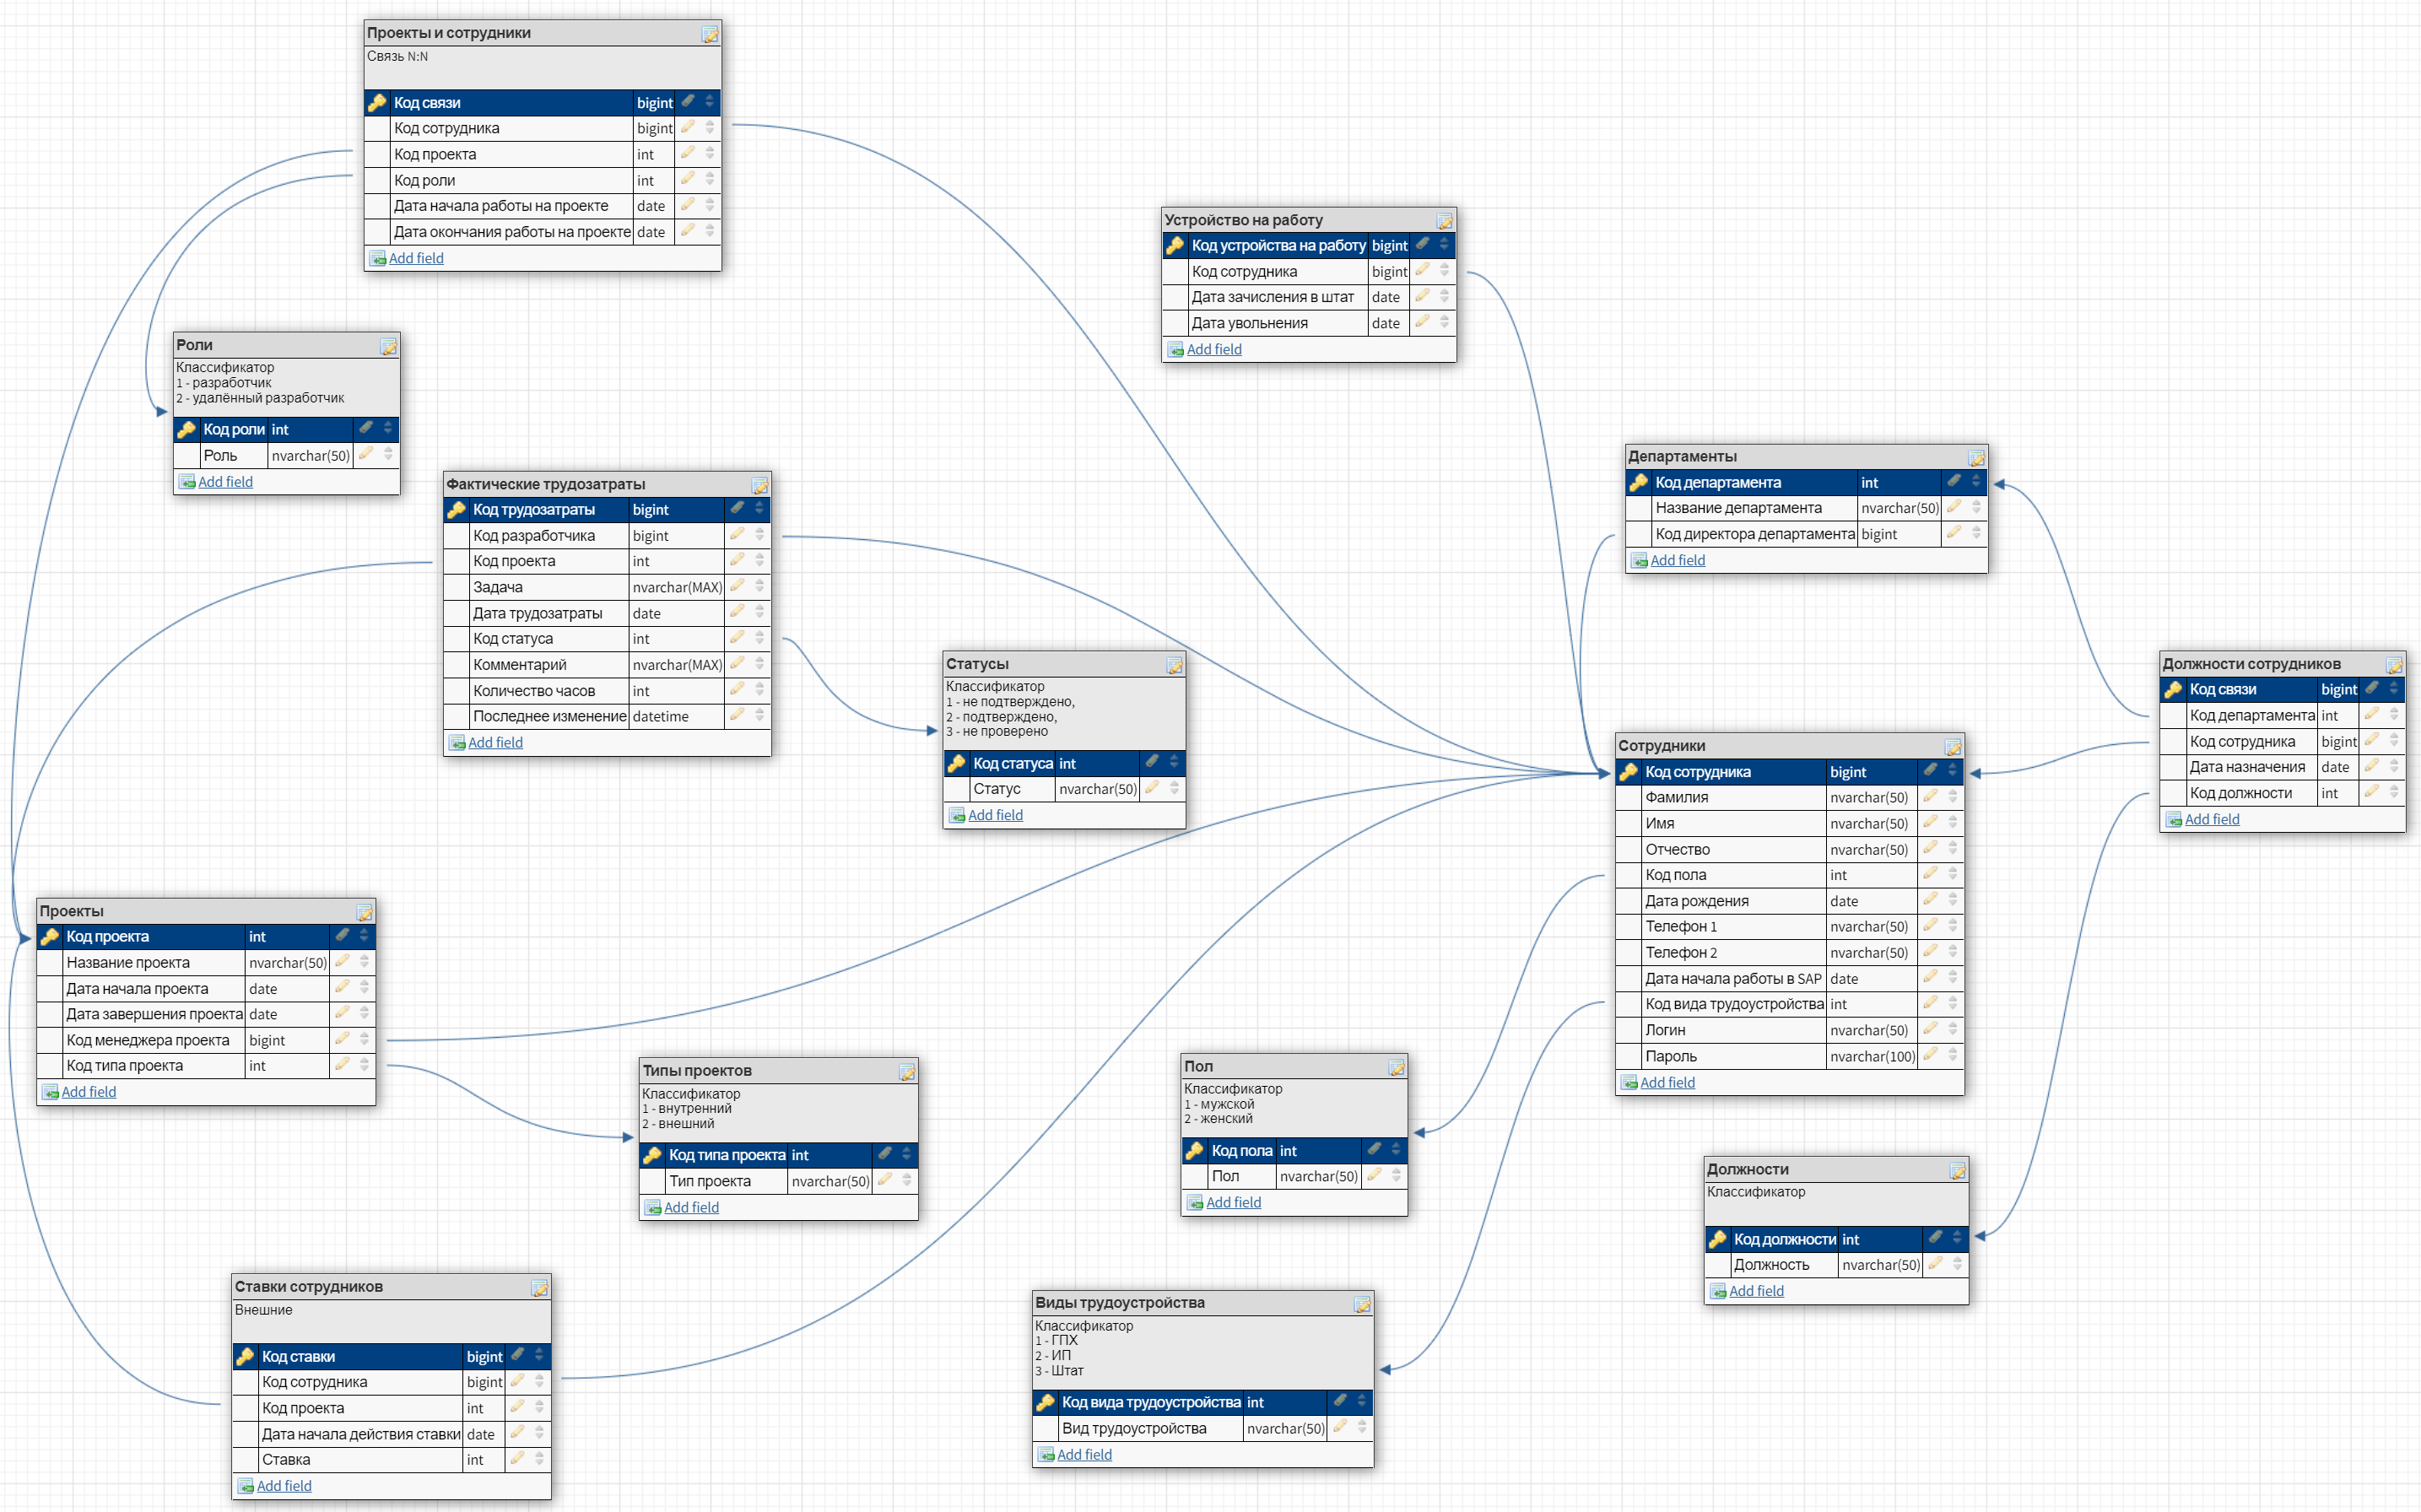 Проекты и сотрудники
Связь N:N
Код связи bigint
Код сотрудника bigint
Код проекта int
Код роли int
Дата начала работы на проекте date
Дата окончания работы на проекте date
Add field
Устройство на работу
Код устройства на работу bigint
Код сотрудника bigint
Дата зачисления в штат date
Дата увольнения date
Add field
Роли
Классификатор
1 - разработчик
2 - удалённый разработчик
Код роли int
Роль nvarchar(50)
Add field
Департаменты
Код департамента int
Название департамента nvarchar(50)
Код директора департамента bigint
Add field
Фактические трудозатраты
Код трудозатраты bigint
Код разработчика bigint
Код проекта int
Задача nvarchar(MAX)
Дата трудозатраты date
Код статуса int
Комментарий nvarchar(MAX)
Количество часов int
Последнее изменение datetime
Add field
Статусы
Классификатор
1 - не подтверждено,
2 - подтверждено,
3 - не проверено
Код статуса int
Статус nvarchar(50)
Add field
Должности сотрудников
Код связи bigint
Код департамента int
Код сотрудника bigint
Дата назначения date
Код должности int
Add field
Сотрудники
Код сотрудника bigint
Фамилия nvarchar(50)
Имя nvarchar(50)
Отчество nvarchar(50)
Код пола int
Дата рождения date
Телефон 1 nvarchar(50)
Телефон 2 nvarchar(50)
Дата начала работы в SAP date
Код вида трудоустройства int
Логин nvarchar(50)
Пароль nvarchar(100)
Add field
Проекты
Код проекта int
Название проекта nvarchar(50)
Дата начала проекта date
Дата завершения проекта date
Код менеджера проекта bigint
Код типа проекта int
Add field
Типы проектов
Классификатор
1 - внутренний
2 - внешний
Код типа проекта int
Тип проекта nvarchar(50)
Add field
Пол
Классификатор
1 - мужской
2 - женский
Код пола int
Пол nvarchar(50)
Add field
Должности
Классификатор
Код должности int
Должность nvarchar(50)
Add field
Ставки сотрудников
Внешние
Код ставки bigint
Код сотрудника bigint
Код проекта int
Дата начала действия ставки date
Ставка int
Add field
Виды трудоустройства
Классификатор
1 - ГПХ
2 - ИП
3 - Штат
Код вида трудоустройства int
Вид трудоустройства nvarchar(50)
Add field